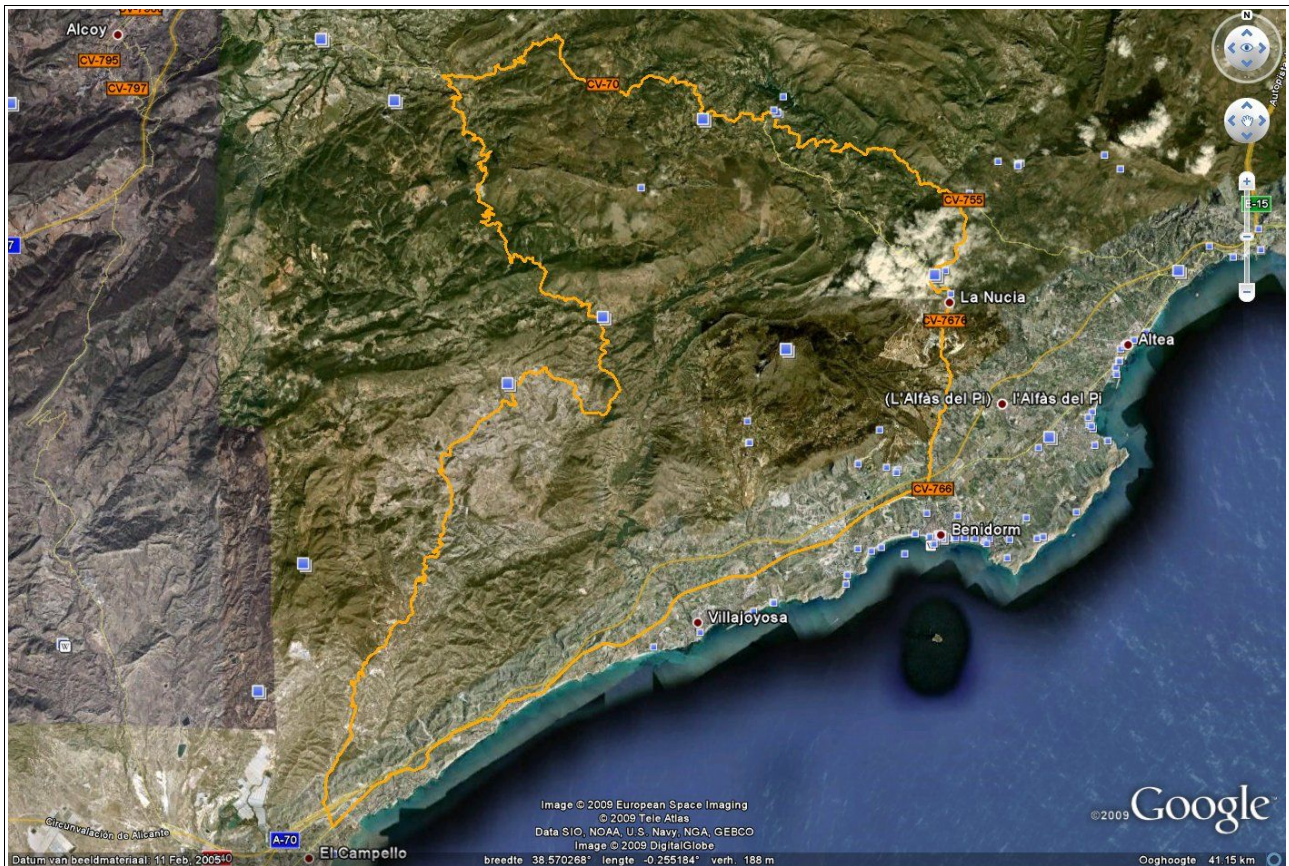 Alcoy
CV-795
CV-797
CV-70
Autopista
CV-755
E-15
7
La Nucia
CV-7676
Altea
(L'Alfàs del Pi)
l'Alfàs del Pi
CV-766
Benidorm
Villajoyosa
N
W
Circunvalación de Alicante
A-70
El Campello
Image © 2009 European Space Imaging
© 2009 Tele Atlas
Data SIO, NOAA, U.S. Navy, NGA, GEBCO
Image © 2009 DigitalGlobe
©2009 Google
Datum van beeldmateriaal: 11 Feb, 2005
40
breedte 38.570268° lengte -0.255184° verh. 188 m
Ooghoogte 41.15 km